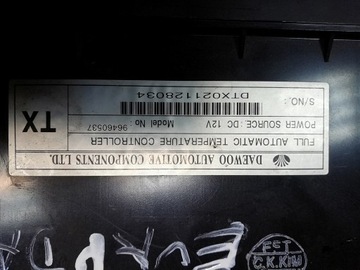 DAEWOO AUTOMOTIVE COMPONENTS LTD.
FULL AUTOMATIC TEMPERATURE CONTROLLER
POWER SOURCE : DC 12V Model No 96460537
S/NO.: DTX021128034
TX
FST
C.K.KIM